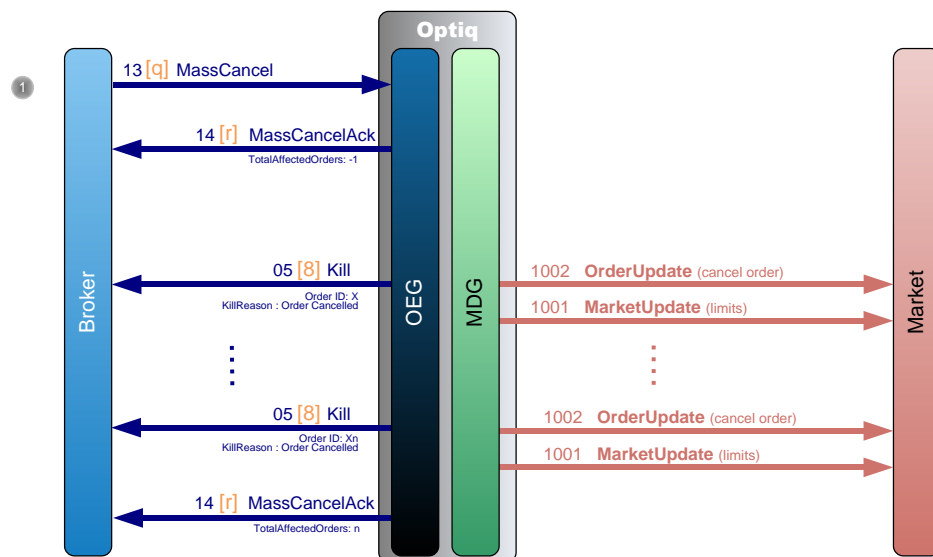 Optiq
1
13 [q] MassCancel
14 [r] MassCancelAck
TotalAffectedOrders: -1
05 [8] Kill
Order ID: X
KillReason : Order Cancelled
1002 OrderUpdate (cancel order)
1001 MarketUpdate (limits)
Broker
OEG
MDG
Market
05 [8] Kill
Order ID: Xn
KillReason : Order Cancelled
1002 OrderUpdate (cancel order)
1001 MarketUpdate (limits)
14 [r] MassCancelAck
TotalAffectedOrders: n